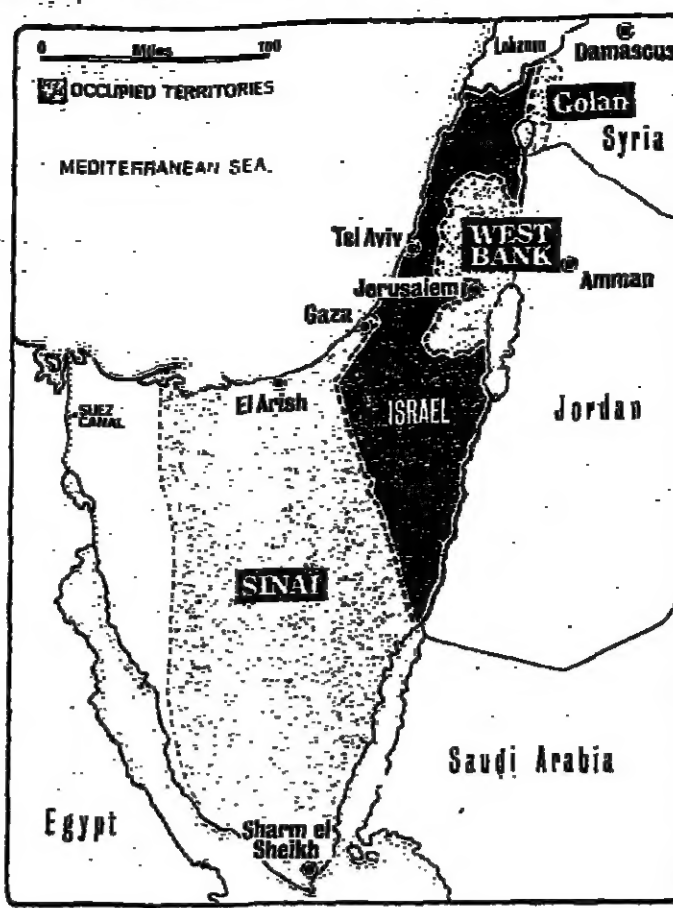 0 Miles 100
OCCUPIED TERRITORIES
MEDITERRANEAN SEA.
Lebanon
Damascus
Golan
Syria
Tel Aviv
WEST
BANK
Jerusalem
Amman
Gaza
El Arish
SUEZ
CANAL
ISRAEL
Jordan
SINAI
Saudi Arabia
Egypt
Sharm el
Sheikh